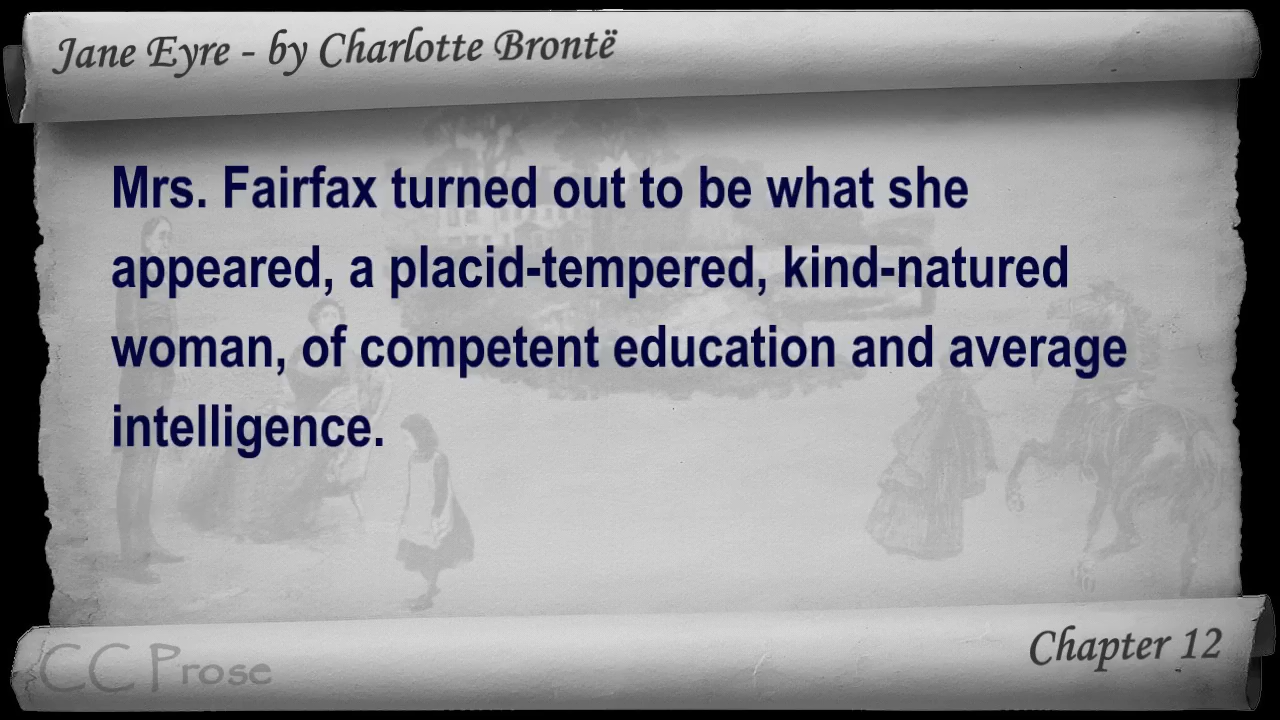 Jane Eyre - by Charlotte Brontë
Mrs. Fairfax turned out to be what she
appeared, a placid-tempered, kind-natured
woman, of competent education and average
intelligence.
Chapter 12
CC Prose